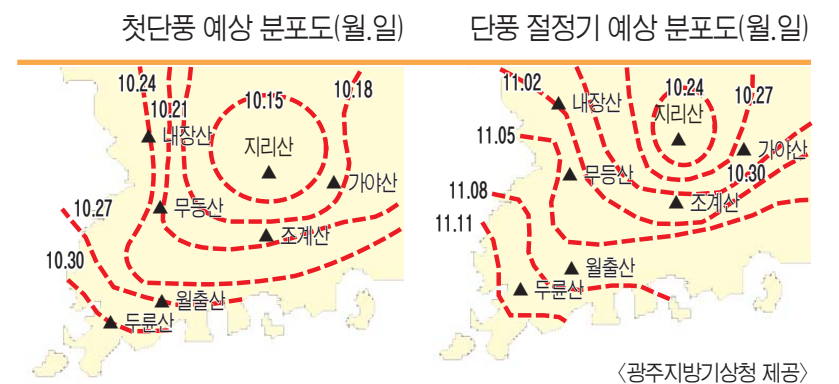 첫단풍 예상 분포도(월.일)
10.24
10.21
10.15
10.18
내장산
지리산
가야산
무등산
10.27
조계산
10.30
월출산
두륜산
단풍 절정기 예상 분포도(월.일)
11.02
10.24
10.27
내장산
지리산
11.05
가야산
무등산
10.30
11.08
조계산
11.11
월출산
두륜산
〈광주지방기상청 제공〉